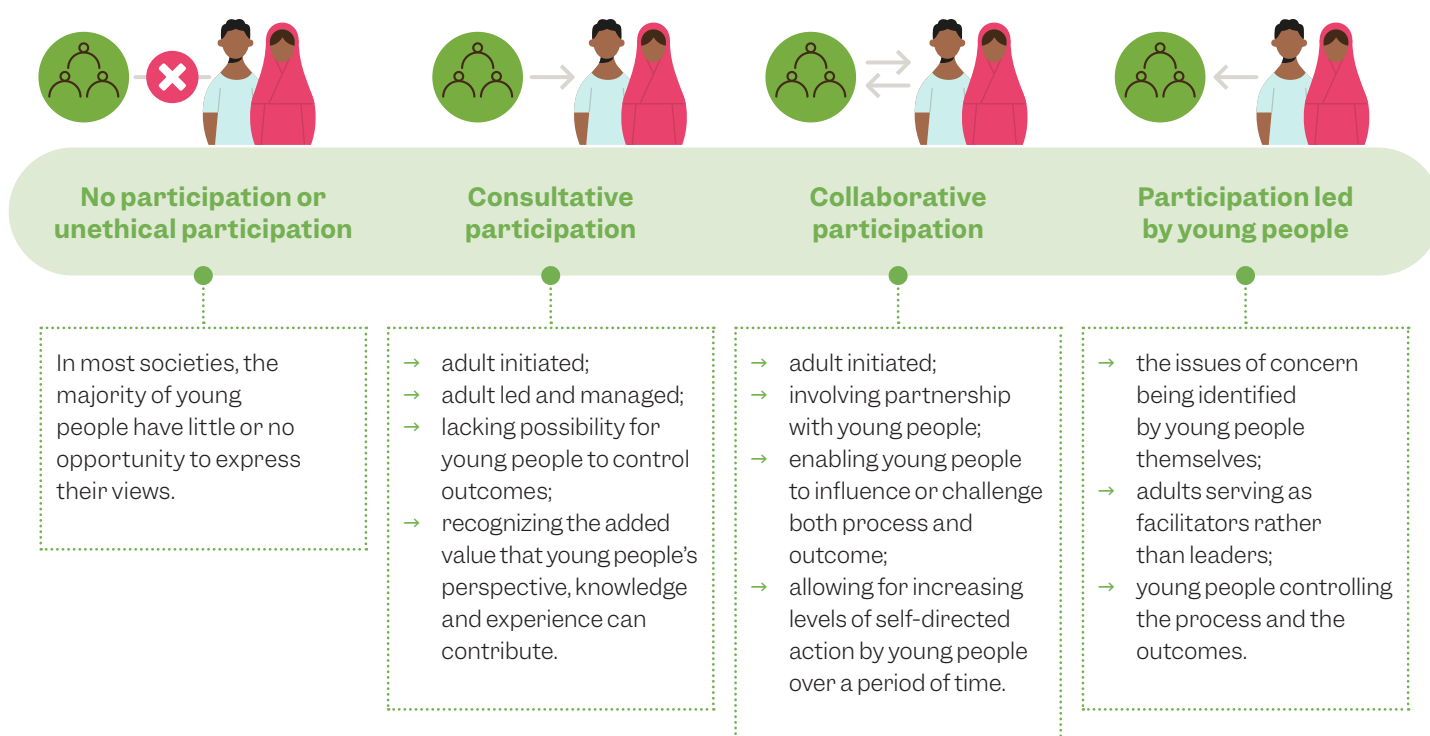 No participation or
unethical participation
In most societies, the
majority of young
people have little or no
opportunity to express
their views.
Consultative
participation
→ adult initiated;
→ adult led and managed;
→ lacking possibility for
young people to control
outcomes;
→ recognizing the added
value that young people’s
perspective, knowledge
and experience can
contribute.
Collaborative
participation
→ adult initiated;
→ involving partnership
with young people;
→ enabling young people
to influence or challenge
both process and
outcome;
→ allowing for increasing
levels of self-directed
action by young people
over a period of time.
Participation led
by young people
→ the issues of concern
being identified
by young people
themselves;
→ adults serving as
facilitators rather
than leaders;
→ young people controlling
the process and the
outcomes.